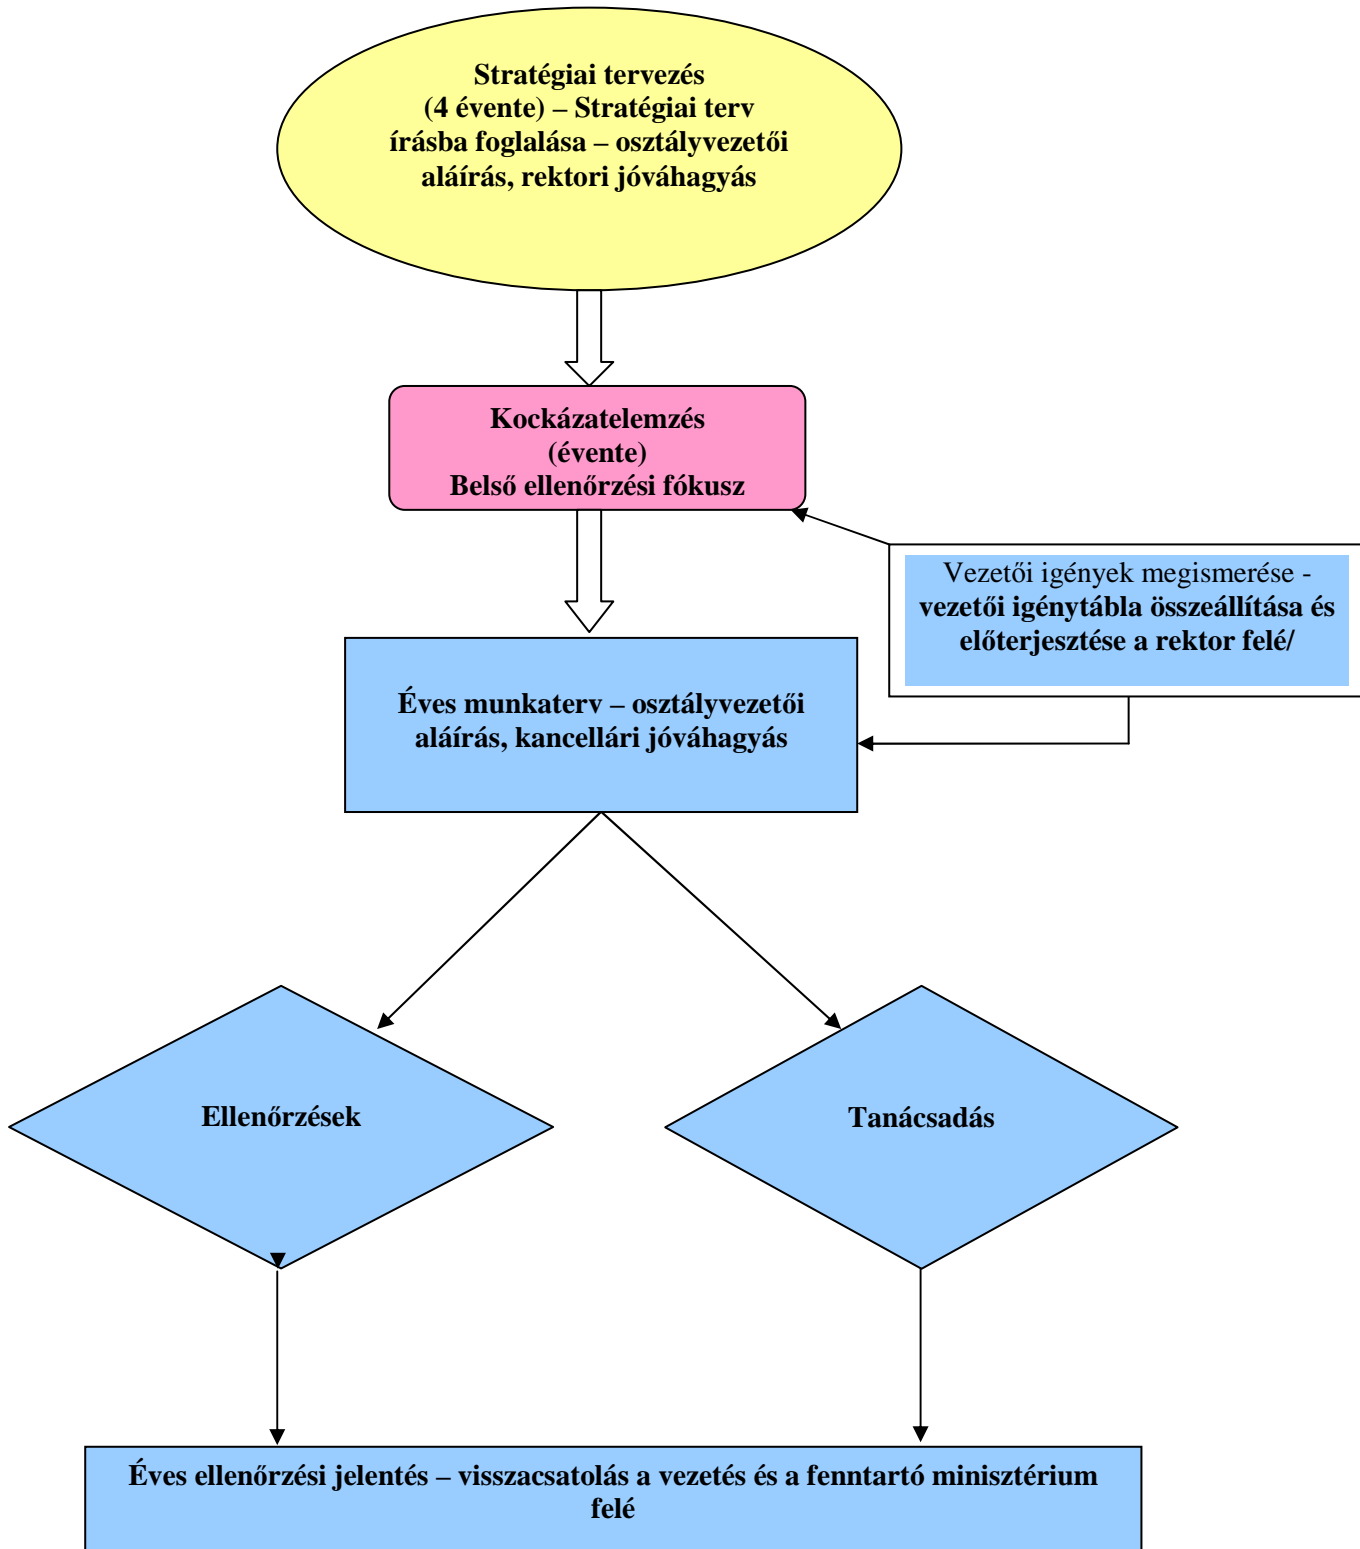 Stratégiai tervezés
(4 évente) – Stratégiai terv
írásba foglalása – osztályvezetői
aláírás, rektori jóváhagyás
Kockázatelemzés
(évente)
Belső ellenőrzési fókusz
Vezetői igények megismerése -
vezetői igénytábla összeállítása és
előterjesztése a rektor felé/
Éves munkaterv – osztályvezetői
aláírás, kancellári jóváhagyás
Ellenőrzések
Tanácsadás
Éves ellenőrzési jelentés – visszacsatolás a vezetés és a fenntartó minisztérium
felé